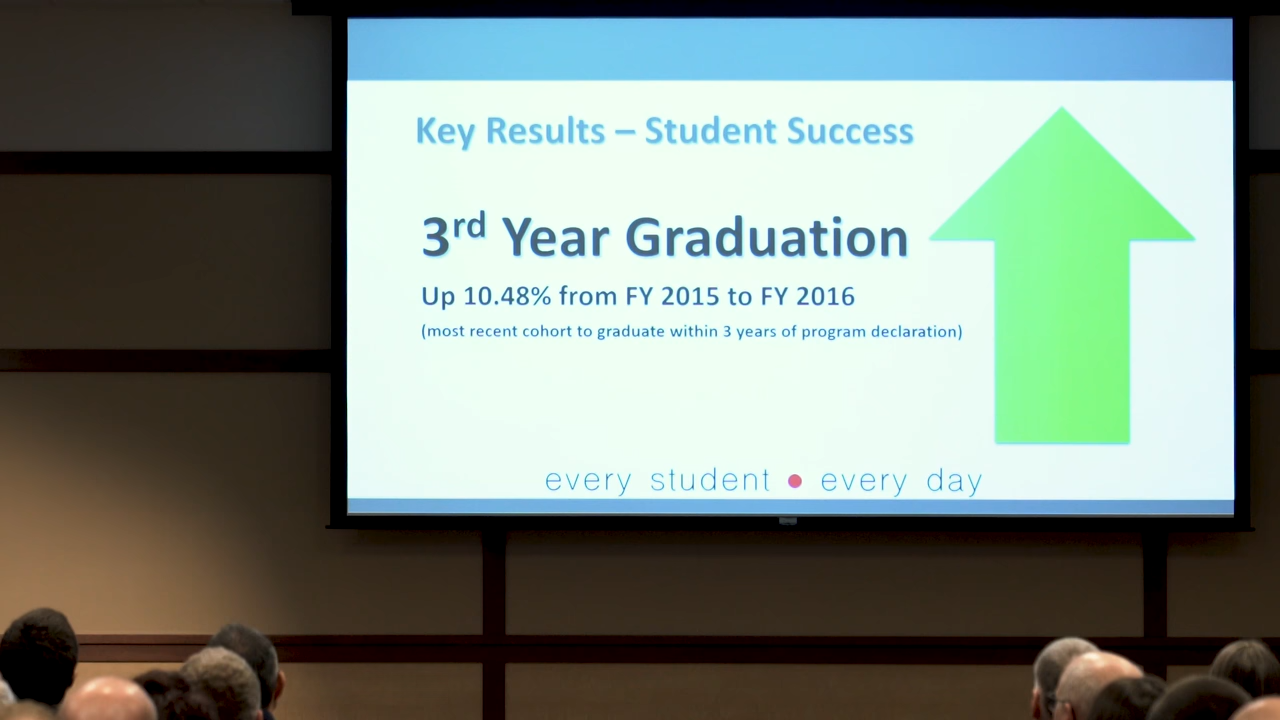 Key Results – Student Success
3rd Year Graduation
Up 10.48% from FY 2015 to FY 2016
(most recent cohort to graduate within 3 years of program declaration)
every student • every day